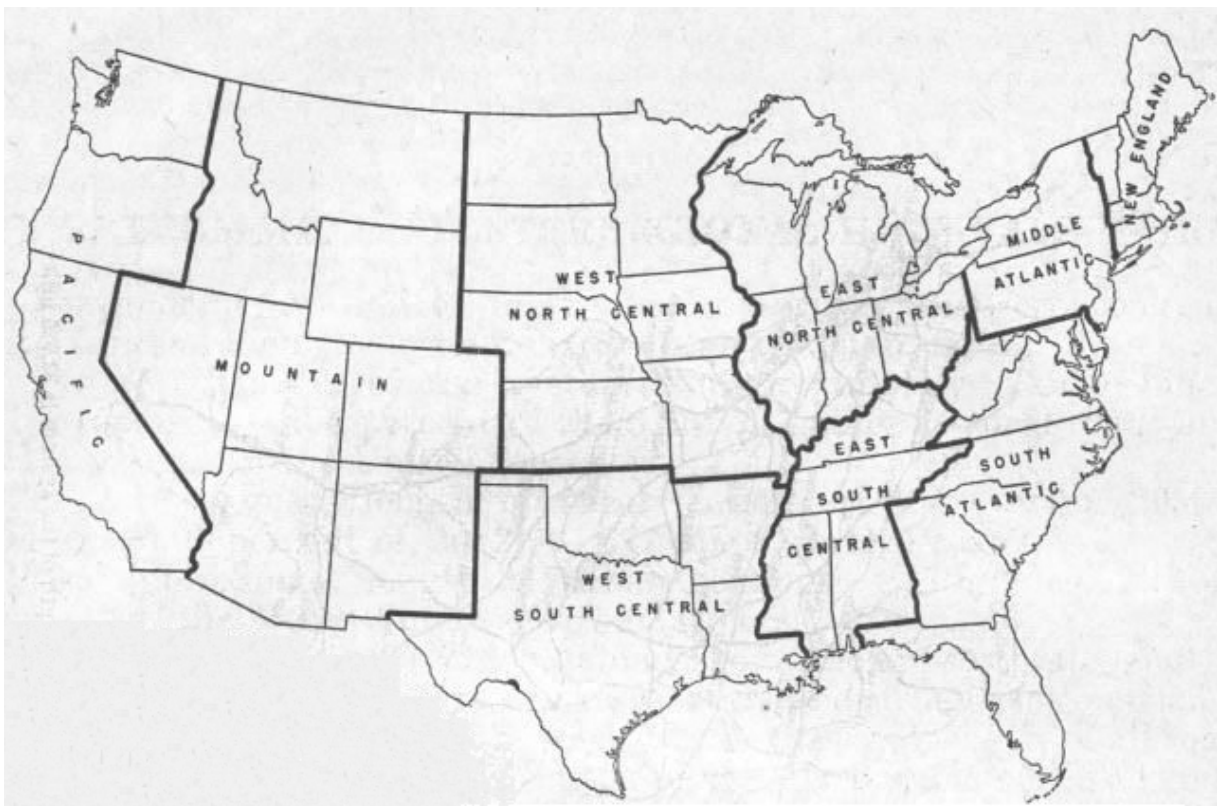 PACIFIC
MOUNTAIN
WEST
NORTH CENTRAL
WEST
SOUTH CENTRAL
EAST
NORTH CENTRAL
EAST
SOUTH
CENTRAL
SOUTH
ATLANTIC
MIDDLE
ATLANTIC
NEW ENGLAND